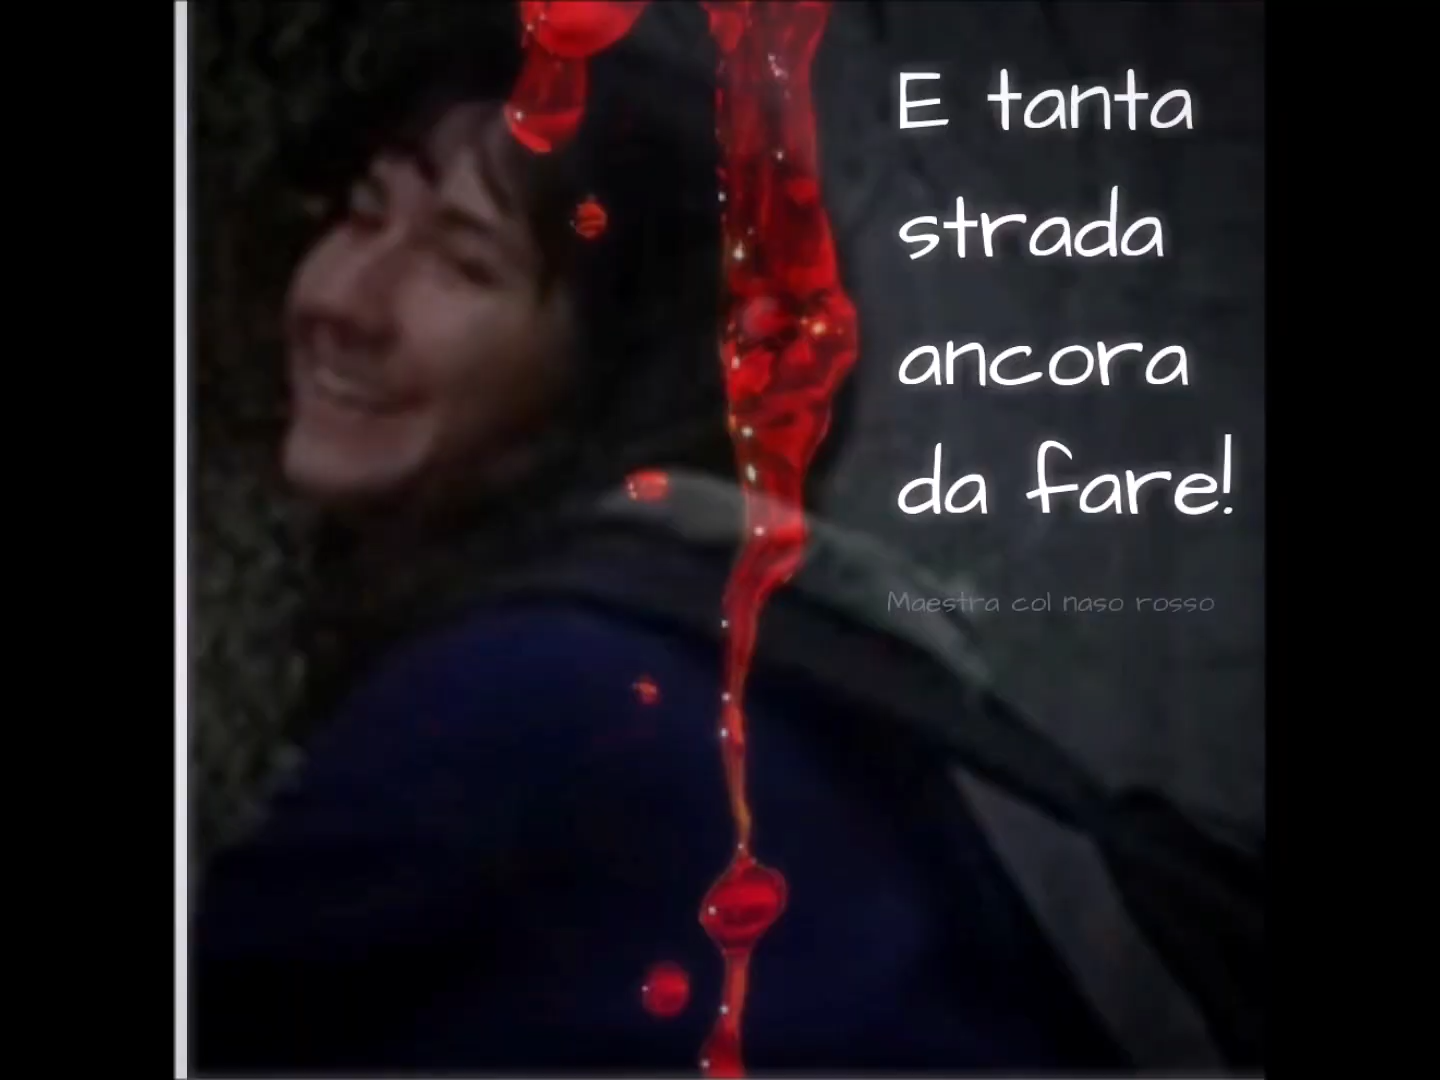 E tanta
strada
ancora
da fare!
Maestra col naso rosso